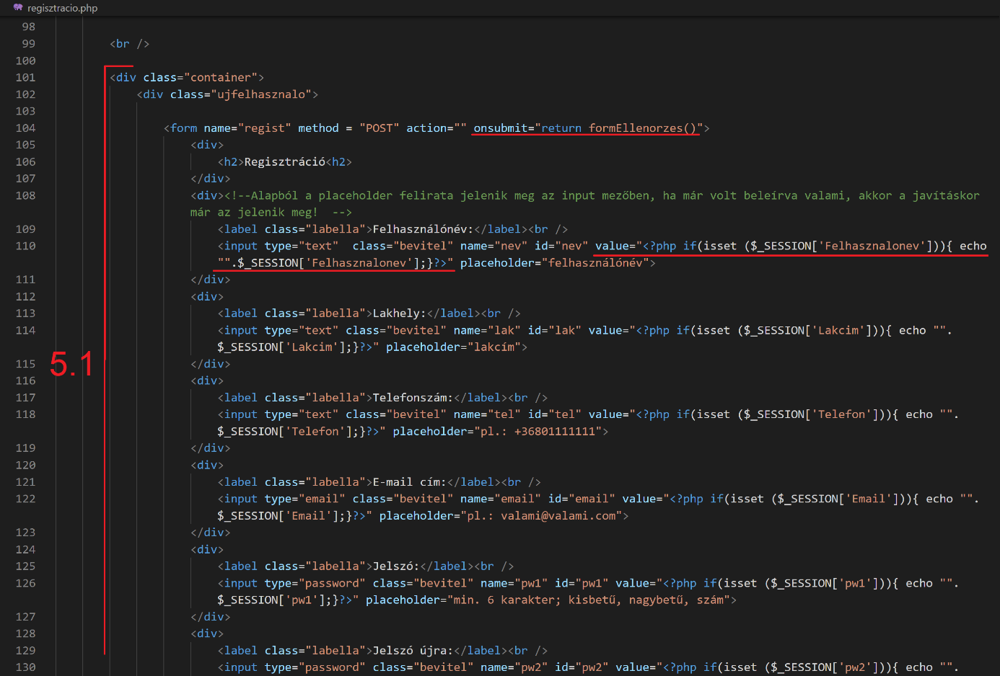 regisztracio.php
98
99 <br />
100
101 <div class="container">
102 <div class="ujfelhasznalo">
103
104 <form name="regist" method = "POST" action="" onsubmit="return formEllenorzes()">
105 <div>
106 <h2>Regisztráció<h2>
107 </div>
108 <div><!--Alapból a placeholder felirata jelenik meg az input mezőben, ha már volt beleírva valami, akkor a javításkor
már az jelenik meg!  -->
109 <label class="labella">Felhasználónév:</label><br />
110 <input type="text"  class="bevitel" name="nev" id="nev" value="<?php if(isset ($_SESSION['Felhasznalonev'])){ echo
"".$_SESSION['Felhasznalonev'];}?>" placeholder="felhasználónév">
111 </div>
112 <div>
113 <label class="labella">Lakhely:</label><br />
114 <input type="text" class="bevitel" name="lak" id="lak" value="<?php if(isset ($_SESSION['Lakcim'])){ echo "".
$_SESSION['Lakcim'];}?>" placeholder="lakcím">
5.1
115 </div>
116 <div>
117 <label class="labella">Telefonszám:</label><br />
118 <input type="text" class="bevitel" name="tel" id="tel" value="<?php if(isset ($_SESSION['Telefon'])){ echo "".
$_SESSION['Telefon'];}?>" placeholder="pl.: +36801111111">
119 </div>
120 <div>
121 <label class="labella">E-mail cím:</label><br />
122 <input type="email" class="bevitel" name="email" id="email" value="<?php if(isset ($_SESSION['Email'])){ echo "".
$_SESSION['Email'];}?>" placeholder="pl.: valami@valami.com">
123 </div>
124 <div>
125 <label class="labella">Jelszó:</label><br />
126 <input type="password" class="bevitel" name="pw1" id="pw1" value="<?php if(isset ($_SESSION['pw1'])){ echo "".
$_SESSION['pw1'];}?>" placeholder="min. 6 karakter; kisbetű, nagybetű, szám">
127 </div>
128 <div>
129 <label class="labella">Jelszó újra:</label><br />
130 <input type="password" class="bevitel" name="pw2" id="pw2" value="<?php if(isset ($_SESSION['pw2'])){ echo "".